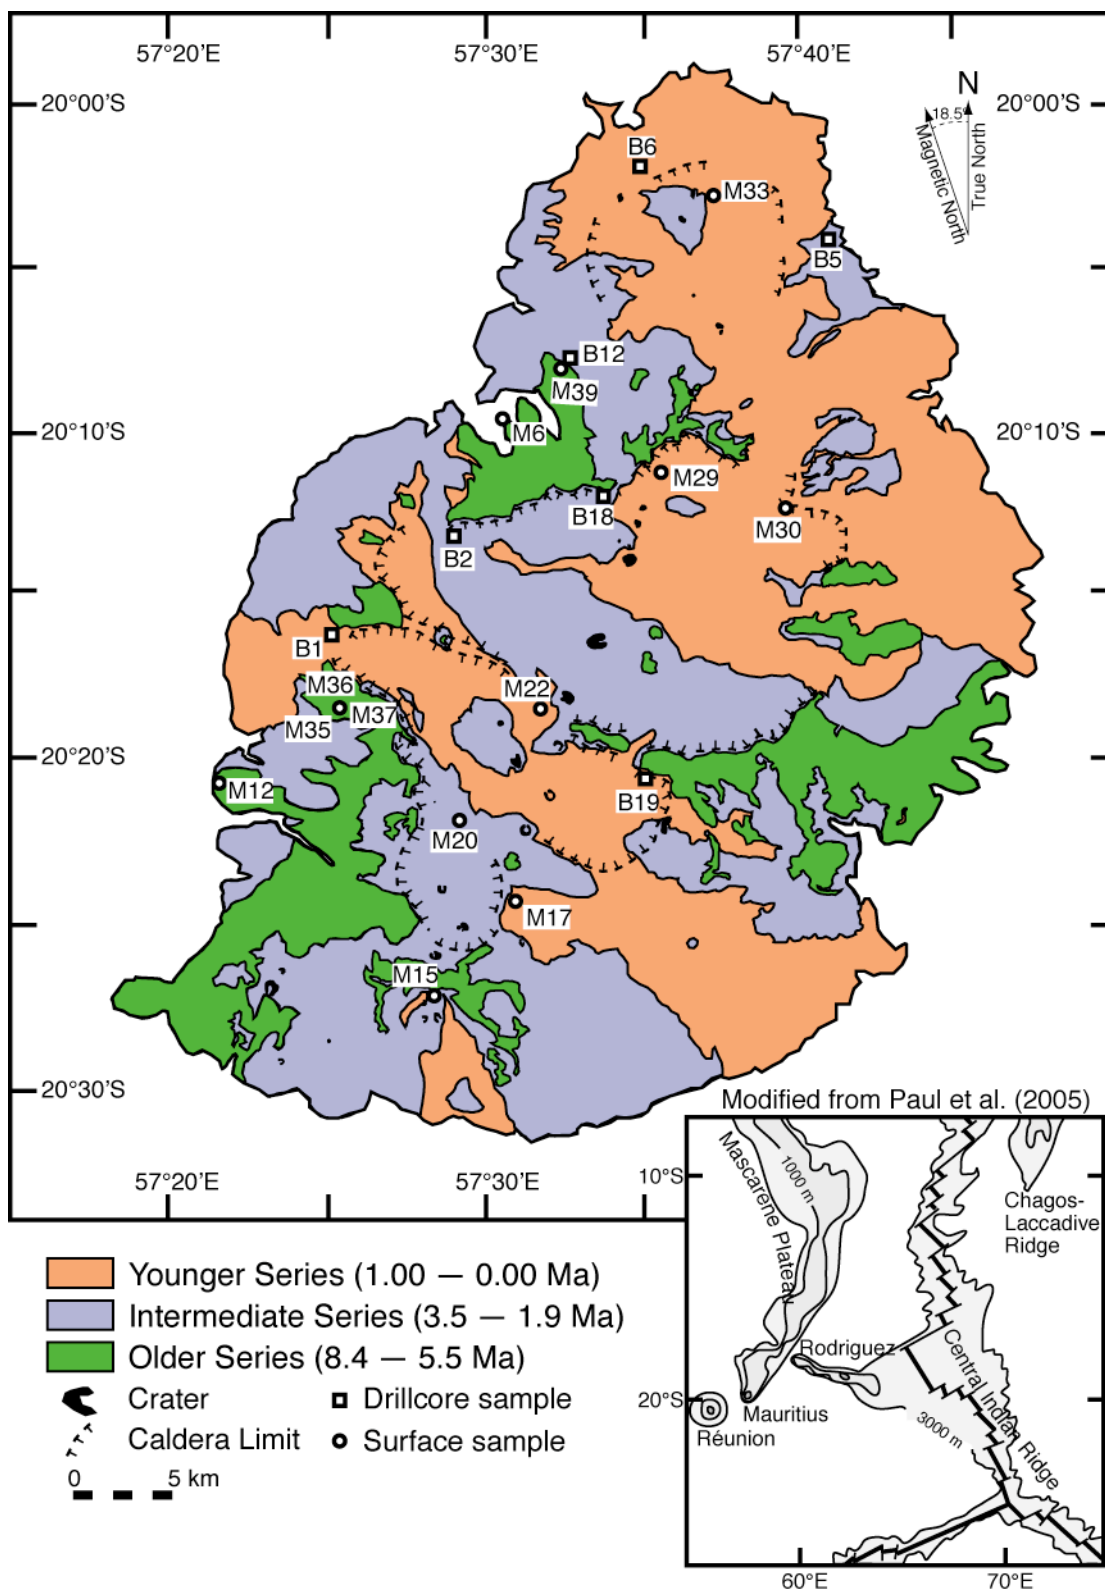 57°20’E
57°30’E
57°40’E
20°00’S
20°00’S
N
18.5°
Magnetic North
True North
B6
M33
B5
B12
M39
M6
20°10’S
20°10’S
M29
B18
M30
B2
B1
M36
M22
M37
M35
20°20’S
20°20’S
M12
B19
M20
M17
M15
20°30’S
57°20’E
57°30’E
Modified from Paul et al. (2005)
10°S
Mascarene Plateau
1000 m
Chagos-
Laccadive
Ridge
Rodriguez
Central Indian Ridge
20°S
Mauritius
Réunion
3000 m
60°E
70°E
Younger Series (1.00 — 0.00 Ma)
Intermediate Series (3.5 — 1.9 Ma)
Older Series (8.4 — 5.5 Ma)
Crater
Drillcore sample
Caldera Limit
Surface sample
0
5 km